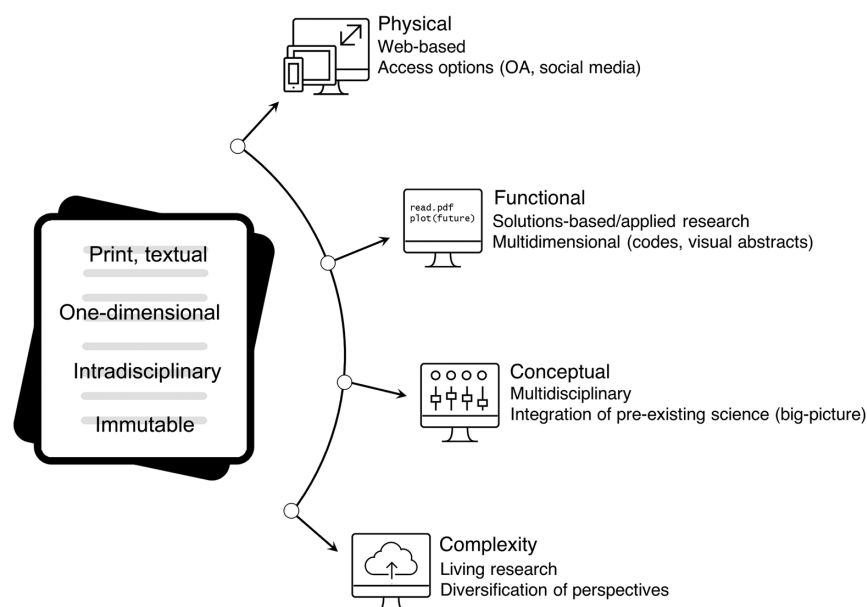 Physical
Web-based
Access options (OA, social media)
read.pdf
plot(future)
Functional
Solutions-based/applied research
Multidimensional (codes, visual abstracts)
Print, textual
One-dimensional
Intradisciplinary
Immutable
Conceptual
Multidisciplinary
Integration of pre-existing science (big-picture)
Complexity
Living research
Diversification of perspectives